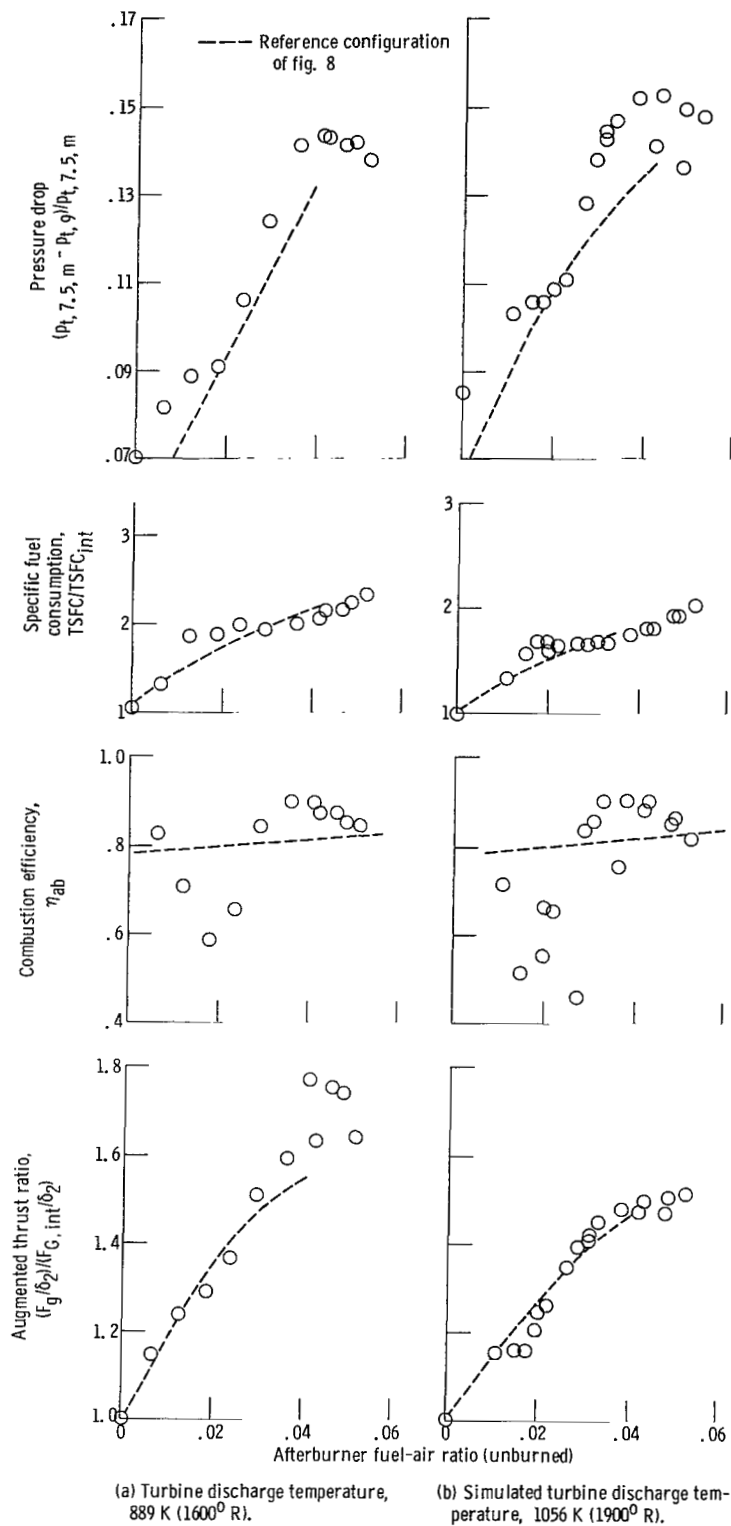 .17
.15
.13
.11
.09
.07
Pressure drop
(pt, 7.5, m - pt, 9)/pt, 7.5, m
Reference configuration
of fig. 8
3
2
1
Specific fuel
consumption,
TSFC/TSFCint
3
2
1
1.0
.8
.6
.4
Combustion efficiency,
ηab
1.8
1.6
1.4
1.2
1.0
Augmented thrust ratio,
(Fg/δ2)/(FG, int/δ2)
0 .02 .04 .06 0 .02 .04 .06
Afterburner fuel-air ratio (unburned)
(a) Turbine discharge temperature,
889 K (1600° R).
(b) Simulated turbine discharge tem-
perature, 1056 K (1900° R).